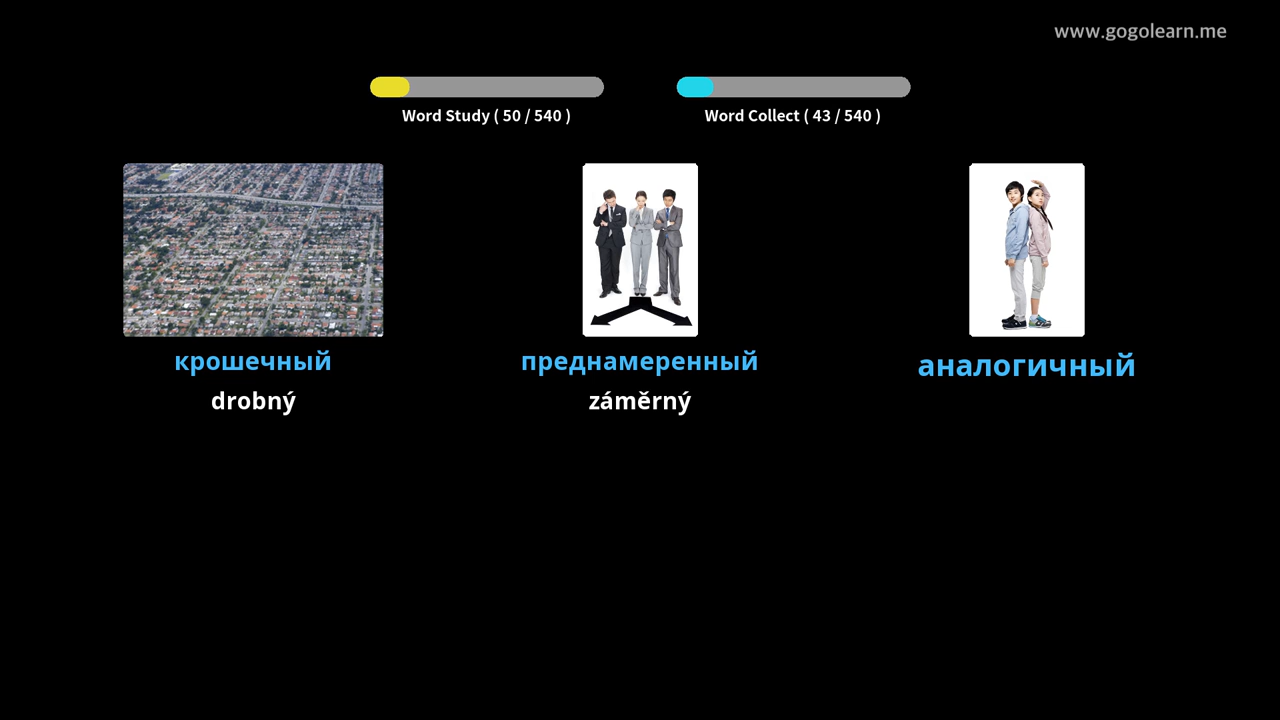 www.gogolearn.me
Word Study ( 50 / 540 )
Word Collect ( 43 / 540 )
крошечный
преднамеренный
аналогичный
drobný
záměrný